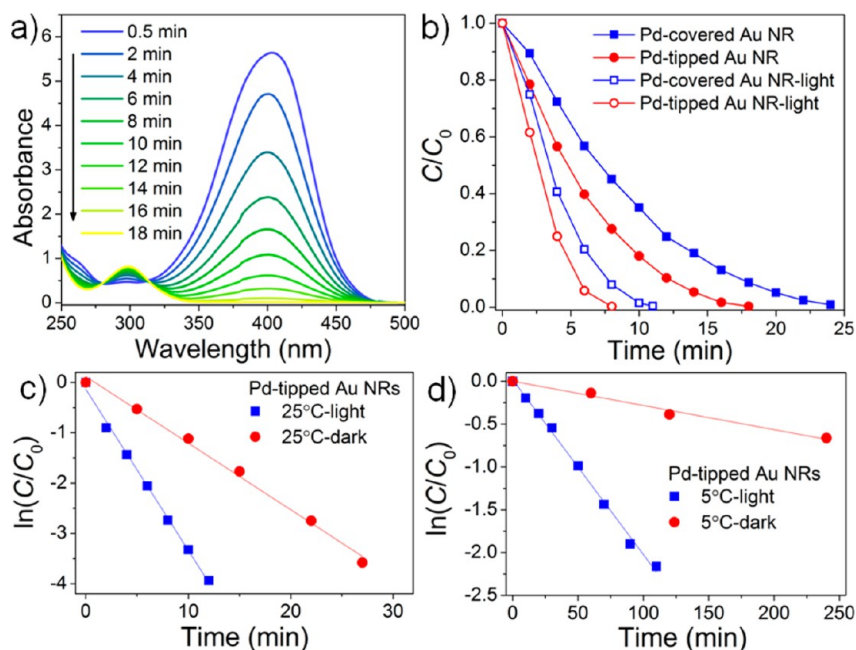 a)
0.5 min
2 min
4 min
6 min
8 min
10 min
12 min
14 min
16 min
18 min
6
5
4
3
2
1
0
Absorbance
250 300 350 400 450 500
Wavelength (nm)
b)
Pd-covered Au NR
Pd-tipped Au NR
Pd-covered Au NR-light
Pd-tipped Au NR-light
1.0
0.8
0.6
0.4
0.2
0.0
C/C0
0 5 10 15 20 25
Time (min)
c)
Pd-tipped Au NRs
25°C-light
25°C-dark
0
-1
-2
-3
-4
ln(C/C0)
0 10 20 30
Time (min)
d)
Pd-tipped Au NRs
5°C-light
5°C-dark
0.0
-0.5
-1.0
-1.5
-2.0
-2.5
ln(C/C0)
0 50 100 150 200 250
Time (min)